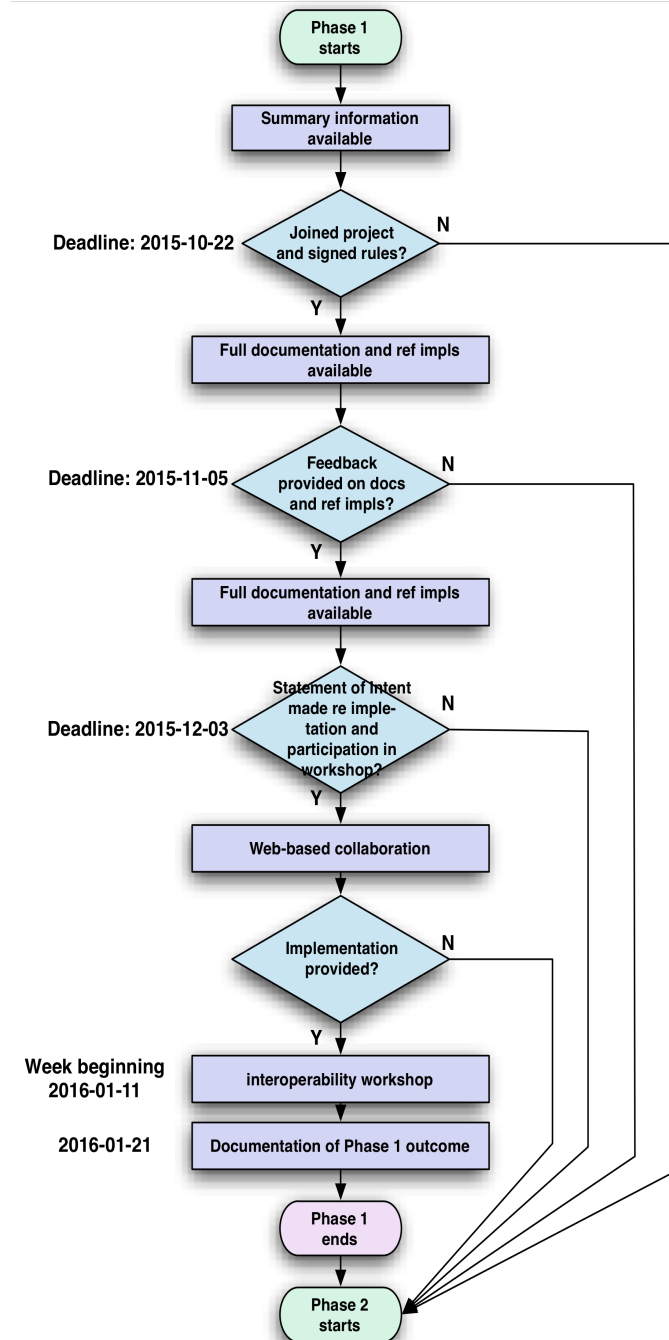 Phase 1
starts
Summary information
available
Deadline: 2015-10-22
Joined project
and signed rules?
N
Y
Full documentation and ref impls
available
Deadline: 2015-11-05
Feedback
provided on docs
and ref impls?
N
Y
Full documentation and ref impls
available
Deadline: 2015-12-03
Statement of Intent
made re imple-
tation and
participation in
workshop?
N
Y
Web-based collaboration
Implementation
provided?
N
Y
Week beginning
2016-01-11
interoperability workshop
2016-01-21
Documentation of Phase 1 outcome
Phase 1
ends
Phase 2
starts